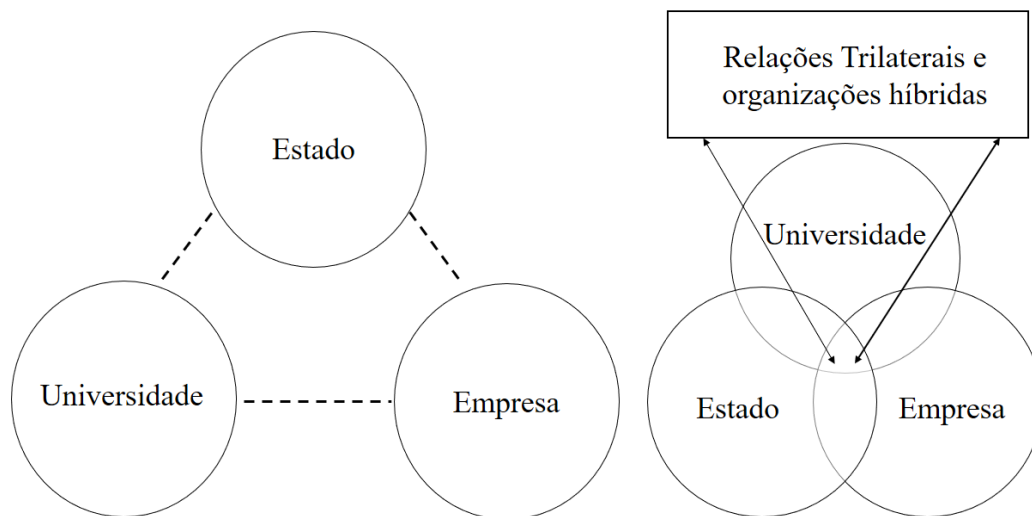 Estado
Universidade
Empresa
Relações Trilaterais e
organizações híbridas
Universidade
Estado
Empresa